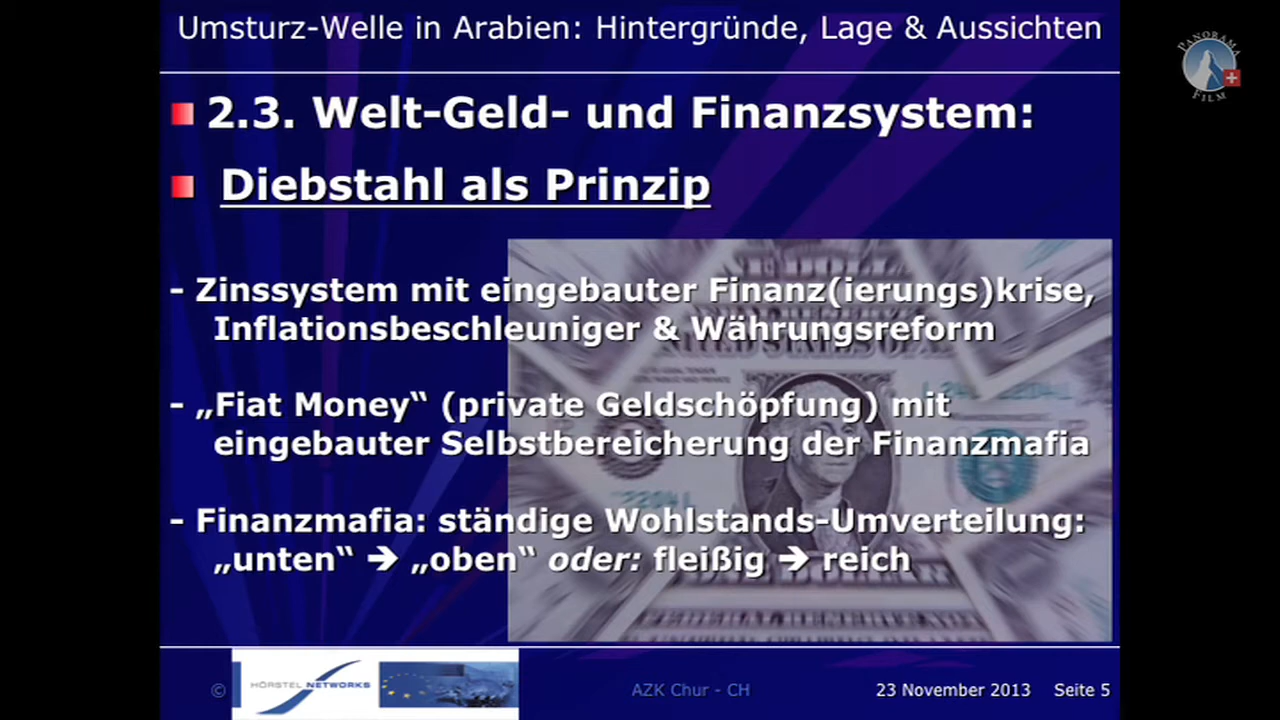 Umsturz-Welle in Arabien: Hintergründe, Lage & Aussichten
PANORAMA
FILM
2.3. Welt-Geld- und Finanzsystem:
Diebstahl als Prinzip
- Zinssystem mit eingebauter Finanz(ierungs)krise,
Inflationsbeschleuniger & Währungsreform
- „Fiat Money“ (private Geldschöpfung) mit
eingebauter Selbstbereicherung der Finanzmafia
- Finanzmafia: ständige Wohlstands-Umverteilung:
„unten“ ➔ „oben“ oder: fleißig ➔ reich
© HÖRSTEL NETWORKS
AZK Chur - CH
23 November 2013 Seite 5